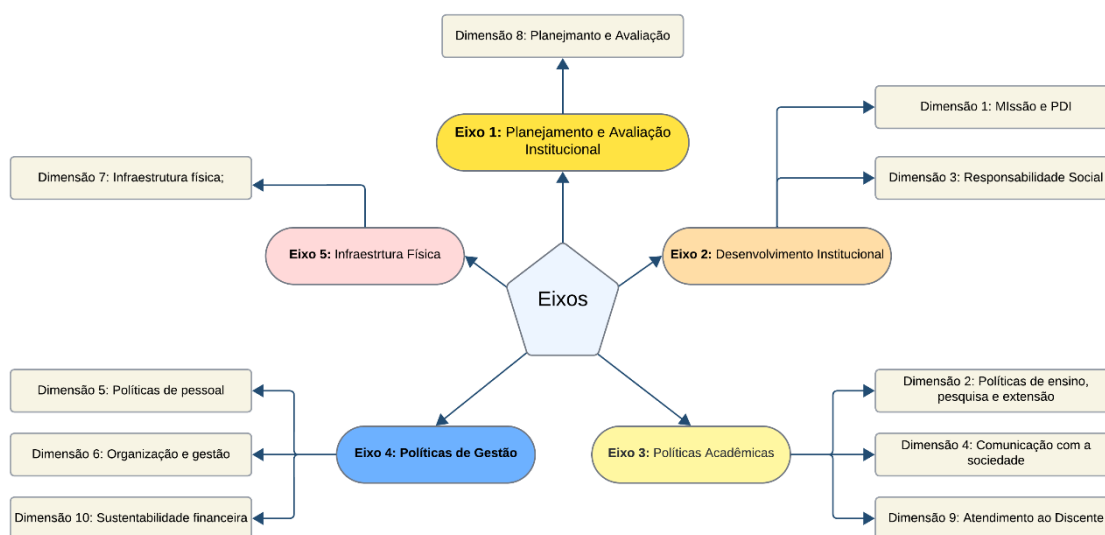 Dimensão 8: Planejmanto e Avaliação
Eixo 1: Planejamento e Avaliação
Institucional
Dimensão 1: MIssão e PDI
Dimensão 3: Responsabilidade Social
Dimensão 7: Infraestrutura física;
Eixo 5: Infraestrtura Física
Eixo 2: Desenvolvimento Institucional
Eixos
Dimensão 5: Políticas de pessoal
Dimensão 6: Organização e gestão
Dimensão 10: Sustentabilidade financeira
Eixo 4: Políticas de Gestão
Eixo 3: Políticas Acadêmicas
Dimensão 2: Políticas de ensino,
pesquisa e extensão
Dimensão 4: Comunicação com a
sociedade
Dimensão 9: Atendimento ao Discente